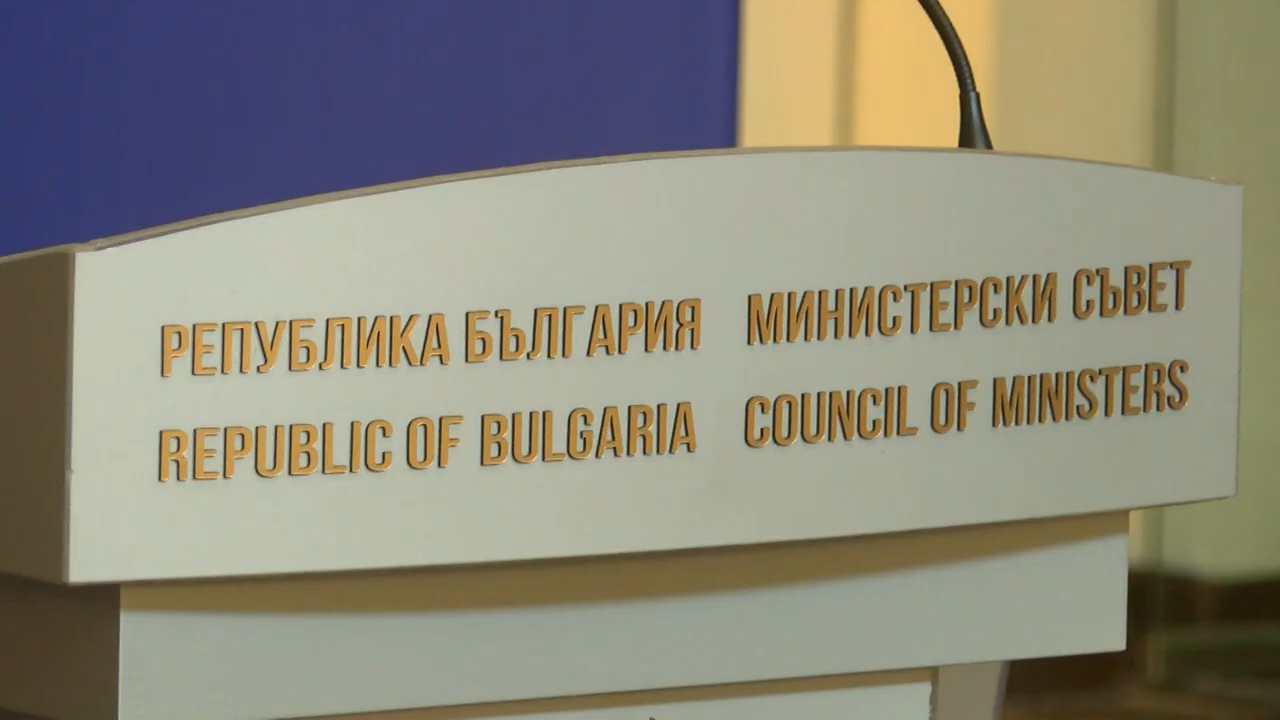 РЕПУБЛИКА БЪЛГАРИЯ МИНИСТЕРСКИ СЪВЕТ
REPUBLIC OF BULGARIA COUNCIL OF MINISTERS